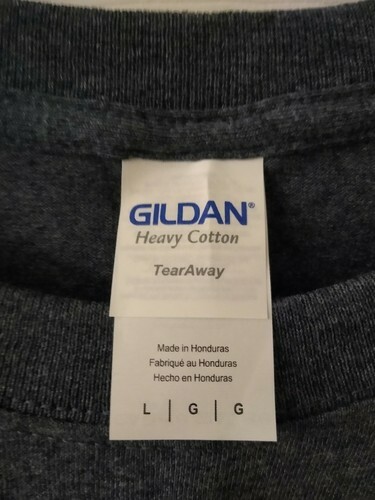 GILDAN®
Heavy Cotton
TearAway
Made in Honduras
Fabriqué au Honduras
Hecho en Honduras
L | G | G